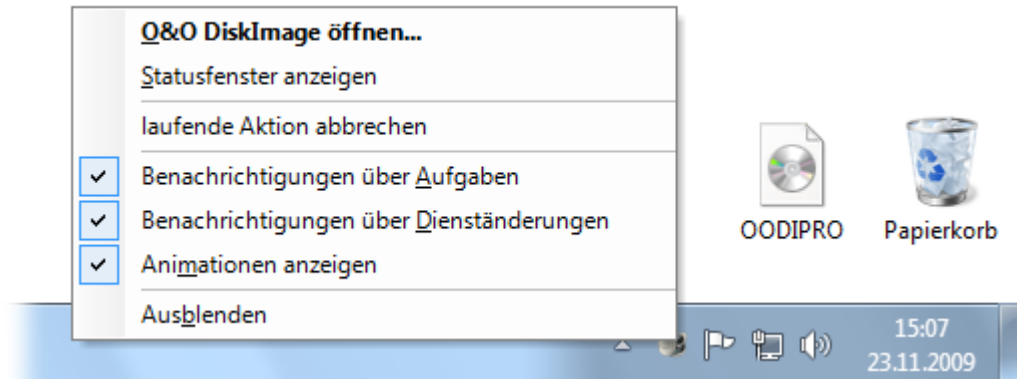 O&O DiskImage öffnen...
Statusfenster anzeigen
laufende Aktion abbrechen
Benachrichtigungen über Aufgaben
Benachrichtigungen über Dienständerungen
Animationen anzeigen
Ausblenden
OODIPRO
Papierkorb
15:07
23.11.2009